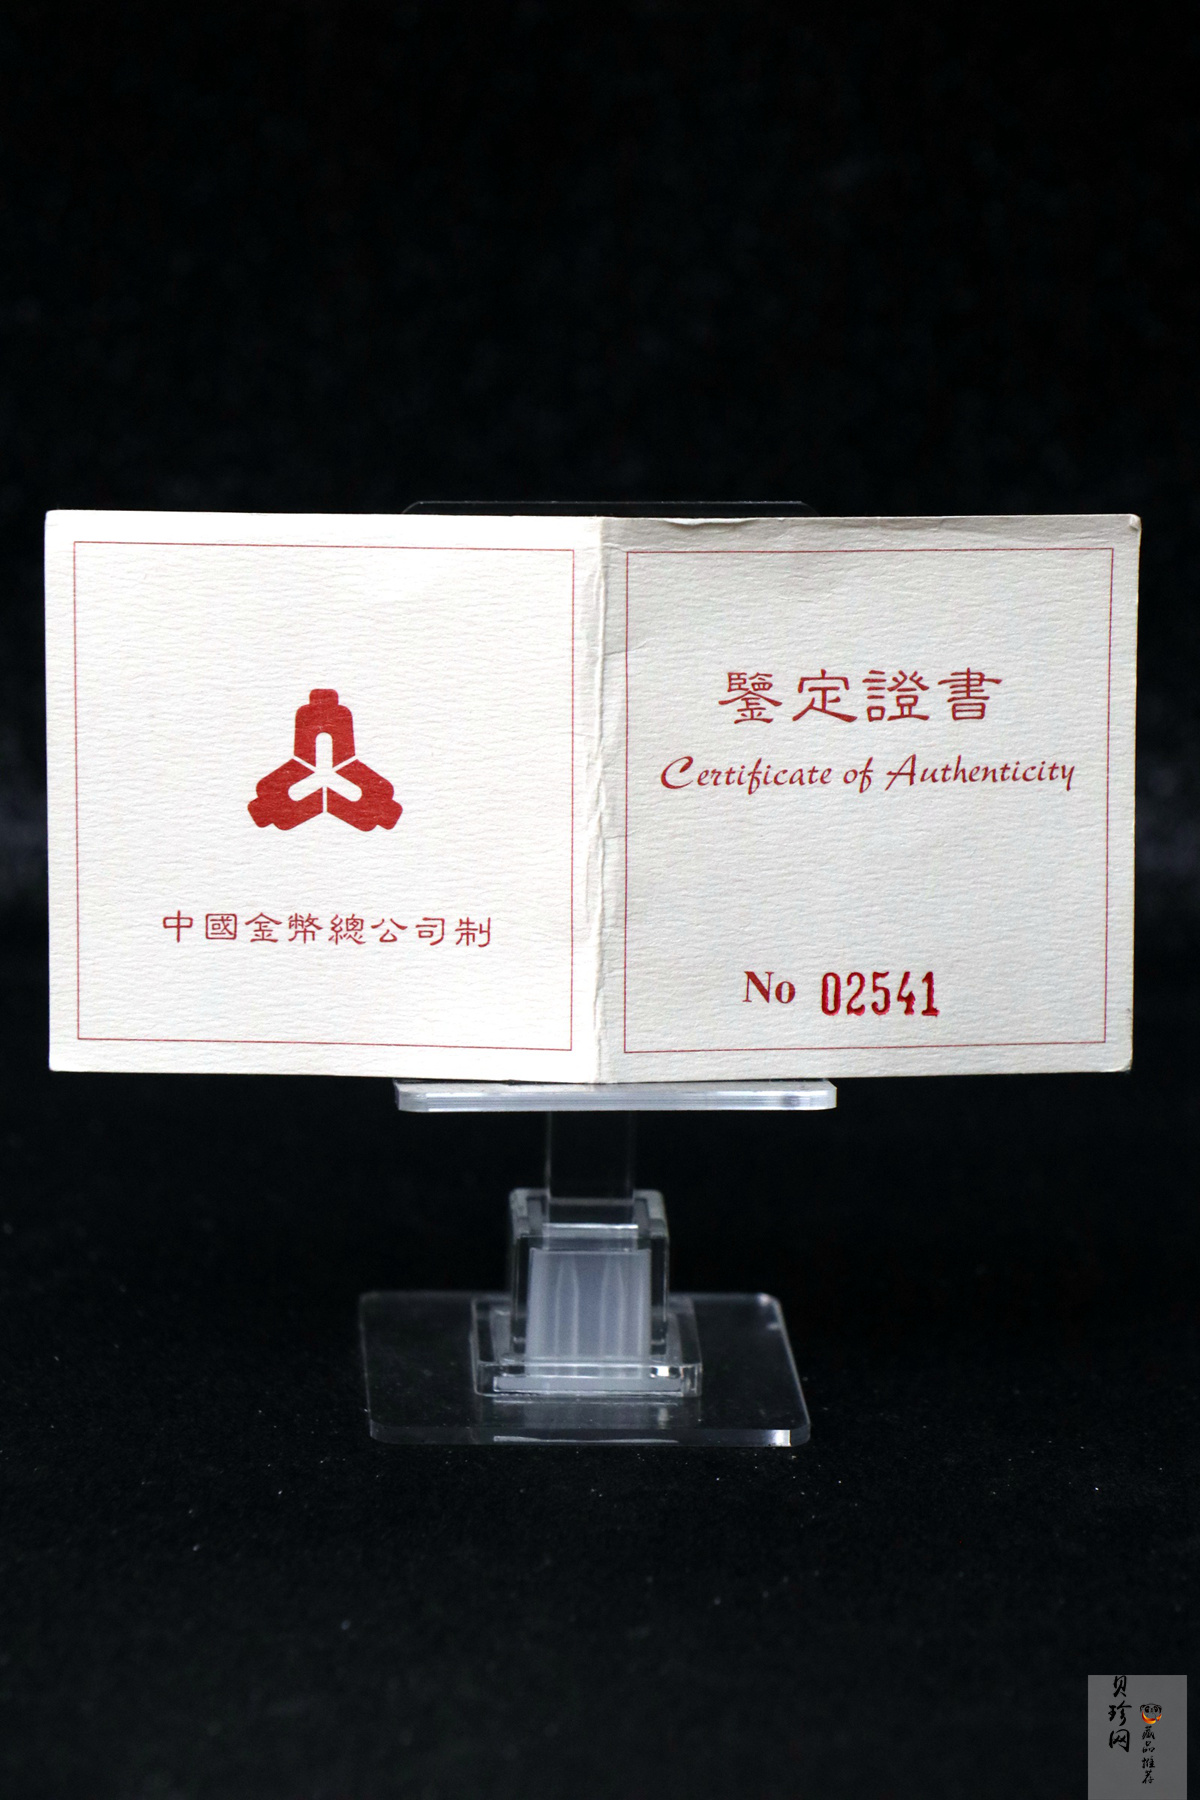 中國金幣總公司制
鑒定證書
Certificate of Authenticity
No 02541
贝珍网
藏品推荐